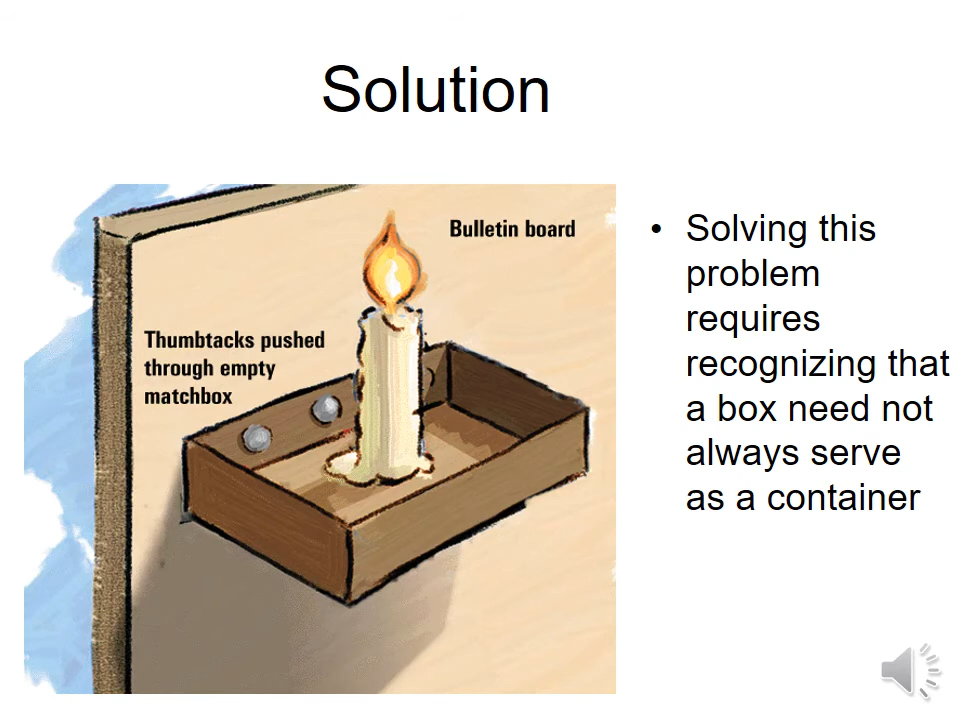 Solution
Bulletin board
Thumbtacks pushed
through empty
matchbox
• Solving this
problem
requires
recognizing that
a box need not
always serve
as a container